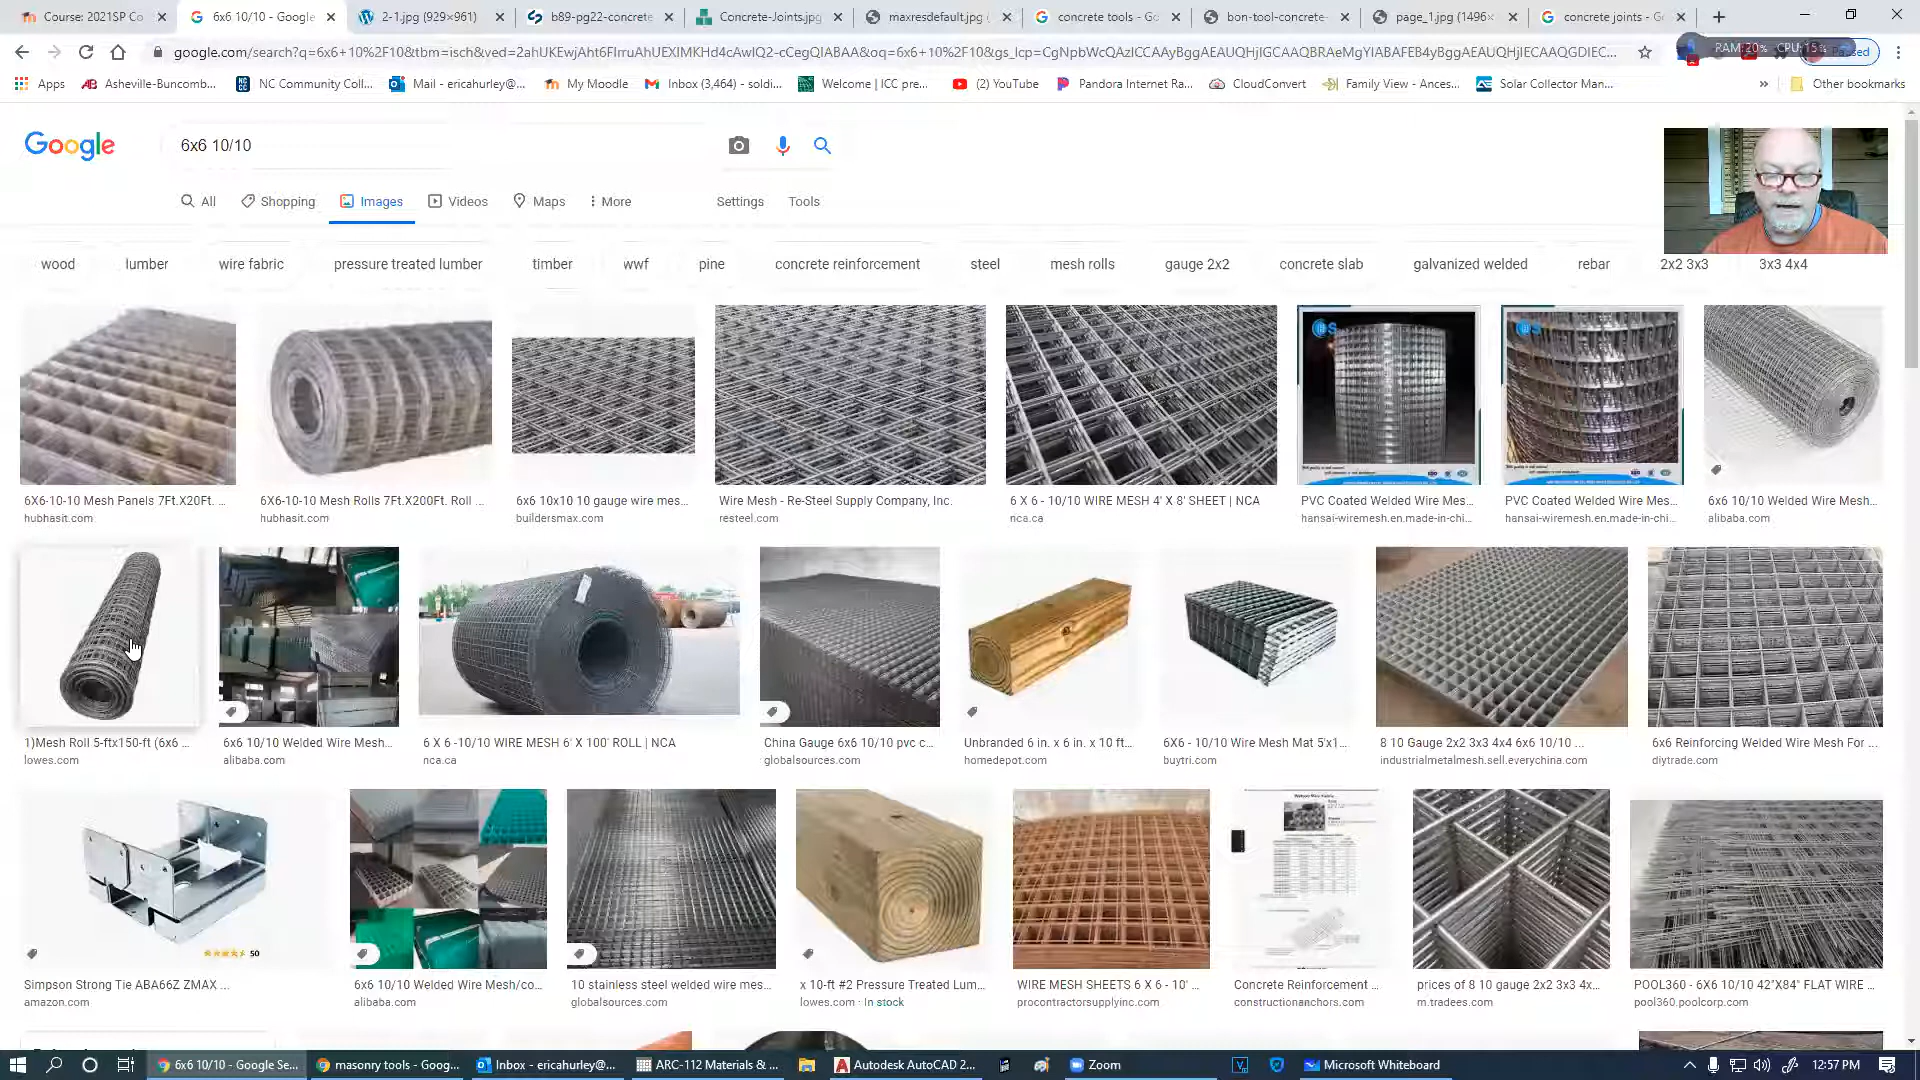 Course: 2021SP Co
6x6 10/10 - Google
2-1.jpg (929×961)
b89-pg22-concrete
Concrete-Joints.jpg
maxresdefault.jpg
concrete tools - Go
bon-tool-concrete-
page_1.jpg (1496×
concrete joints - G
google.com/search?q=6x6+10%2F10&tbm=isch&ved=2ahUKEwjAht6FIrruAhUEXIMKHd4cAwIQ2-cCegQIABAA&oq=6x6+10%2F10&gs_lcp=CgNpbWcQAzICCAAyBggAEAUQHjIGCAAQBRAeMgYIABAFEB4yBggAEAUQHjIECAAQGDIEC...
RAM:20% CPU:15%
Paused
Apps
Asheville-Buncomb...
NC Community Coll...
Mail - ericahurley@...
My Moodle
Inbox (3,464) - soldi...
Welcome | ICC pre...
(2) YouTube
Pandora Internet Ra...
CloudConvert
Family View - Ances...
Solar Collector Man...
»
Other bookmarks
Google
6x6 10/10
All
Shopping
Images
Videos
Maps
More
Settings
Tools
wood
lumber
wire fabric
pressure treated lumber
timber
wwf
pine
concrete reinforcement
steel
mesh rolls
gauge 2x2
concrete slab
galvanized welded
rebar
2x2 3x3
3x3 4x4
6X6-10-10 Mesh Panels 7Ft.X20Ft. ...
hubhasit.com
6X6-10-10 Mesh Rolls 7Ft.X200Ft. Roll ...
hubhasit.com
6x6 10x10 10 gauge wire mes...
buildersmax.com
Wire Mesh - Re-Steel Supply Company, Inc.
resteel.com
6 X 6 - 10/10 WIRE MESH 4' X 8' SHEET | NCA
nca.ca
PVC Coated Welded Wire Mes...
hansai-wiremesh.en.made-in-chi...
PVC Coated Welded Wire Mes...
hansai-wiremesh.en.made-in-chi...
6x6 10/10 Welded Wire Mesh...
alibaba.com
1)Mesh Roll 5-ftx150-ft (6x6 ...
lowes.com
6x6 10/10 Welded Wire Mesh...
alibaba.com
6 X 6 -10/10 WIRE MESH 6' X 100' ROLL | NCA
nca.ca
China Gauge 6x6 10/10 pvc c...
globalsources.com
Unbranded 6 in. x 6 in. x 10 ft...
homedepot.com
6X6 - 10/10 Wire Mesh Mat 5'x1...
buytri.com
8 10 Gauge 2x2 3x3 4x4 6x6 10/10 ...
industrialmetalmesh.sell.everychina.com
6x6 Reinforcing Welded Wire Mesh For ...
diytrade.com
50
Simpson Strong Tie ABA66Z ZMAX ...
amazon.com
6x6 10/10 Welded Wire Mesh/co...
alibaba.com
10 stainless steel welded wire mes...
globalsources.com
x 10-ft #2 Pressure Treated Lum...
lowes.com · In stock
WIRE MESH SHEETS 6 X 6 - 10' ...
procontractorsupplyinc.com
Concrete Reinforcement ...
constructionanchors.com
prices of 8 10 gauge 2x2 3x3 4x...
m.tradees.com
POOL360 - 6X6 10/10 42"X84" FLAT WIRE ...
pool360.poolcorp.com
6x6 10/10 - Google Se...
masonry tools - Goog...
Inbox - ericahurley@...
ARC-112 Materials & ...
Autodesk AutoCAD 2...
Zoom
Microsoft Whiteboard
12:57 PM